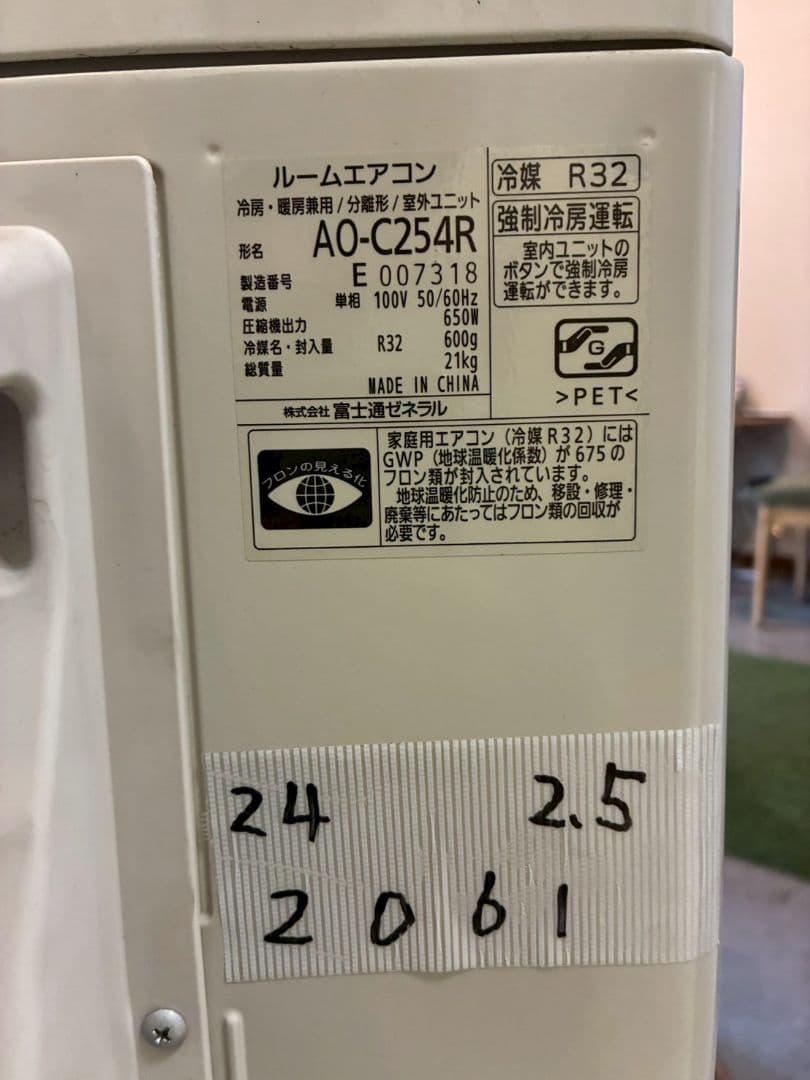 ルームエアコン
冷房・暖房兼用/分離形/室外ユニット
形名 AO-C254R
製造番号 E 007318
電源 単相 100V 50/60Hz
圧縮機出力 650W
冷媒名・封入量 R32 600g
総質量 21kg
MADE IN CHINA
株式会社 富士通ゼネラル
冷媒 R32
強制冷房運転
室内ユニットの
ボタンで強制冷房
運転ができます。
G
>PET<
フロンの見える化
家庭用エアコン(冷媒R32)には
GWP(地球温暖化係数)が675の
フロン類が封入されています。
地球温暖化防止のため、移設・修理・
廃棄等にあたってはフロン類の回収が
必要です。
24 2.5
2061